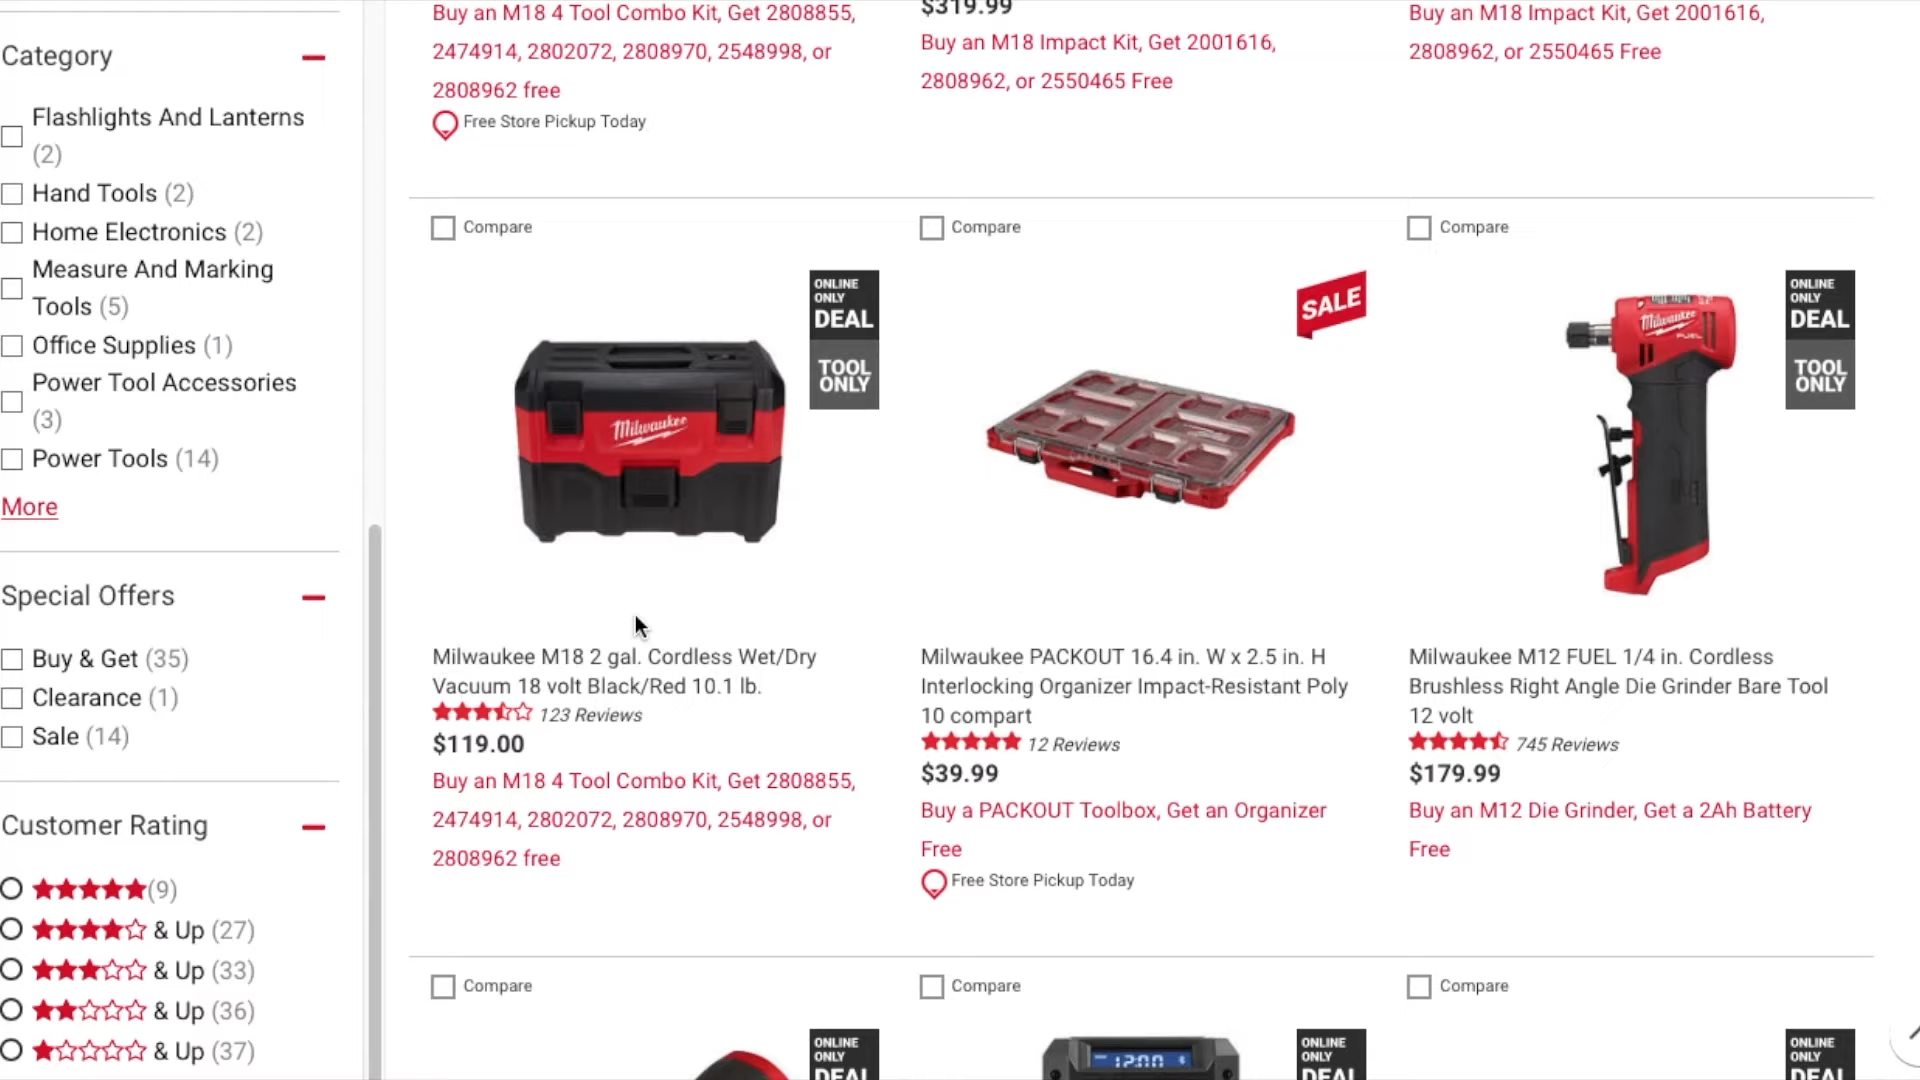 Category
Flashlights And Lanterns
(2)
Hand Tools (2)
Home Electronics (2)
Measure And Marking
Tools (5)
Office Supplies (1)
Power Tool Accessories
(3)
Power Tools (14)
More
Special Offers
Buy & Get (35)
Clearance (1)
Sale (14)
Customer Rating
(9)
& Up (27)
& Up (33)
& Up (36)
& Up (37)
Buy an M18 4 Tool Combo Kit, Get 2808855,
2474914, 2802072, 2808970, 2548998, or
2808962 free
Free Store Pickup Today
$319.99
Buy an M18 Impact Kit, Get 2001616,
2808962, or 2550465 Free
Buy an M18 Impact Kit, Get 2001616,
2808962, or 2550465 Free
Compare
ONLINE
ONLY
DEAL
TOOL
ONLY
Milwaukee
Milwaukee M18 2 gal. Cordless Wet/Dry
Vacuum 18 volt Black/Red 10.1 lb.
123 Reviews
$119.00
Buy an M18 4 Tool Combo Kit, Get 2808855,
2474914, 2802072, 2808970, 2548998, or
2808962 free
Compare
SALE
Milwaukee PACKOUT 16.4 in. W x 2.5 in. H
Interlocking Organizer Impact-Resistant Poly
10 compart
12 Reviews
$39.99
Buy a PACKOUT Toolbox, Get an Organizer
Free
Free Store Pickup Today
Compare
ONLINE
ONLY
DEAL
TOOL
ONLY
Milwaukee
FUEL
Milwaukee M12 FUEL 1/4 in. Cordless
Brushless Right Angle Die Grinder Bare Tool
12 volt
745 Reviews
$179.99
Buy an M12 Die Grinder, Get a 2Ah Battery
Free
Compare
ONLINE
ONLY
DEAL
Compare
12:00
ONLINE
ONLY
DEAL
Compare
ONLINE
ONLY
DEAL